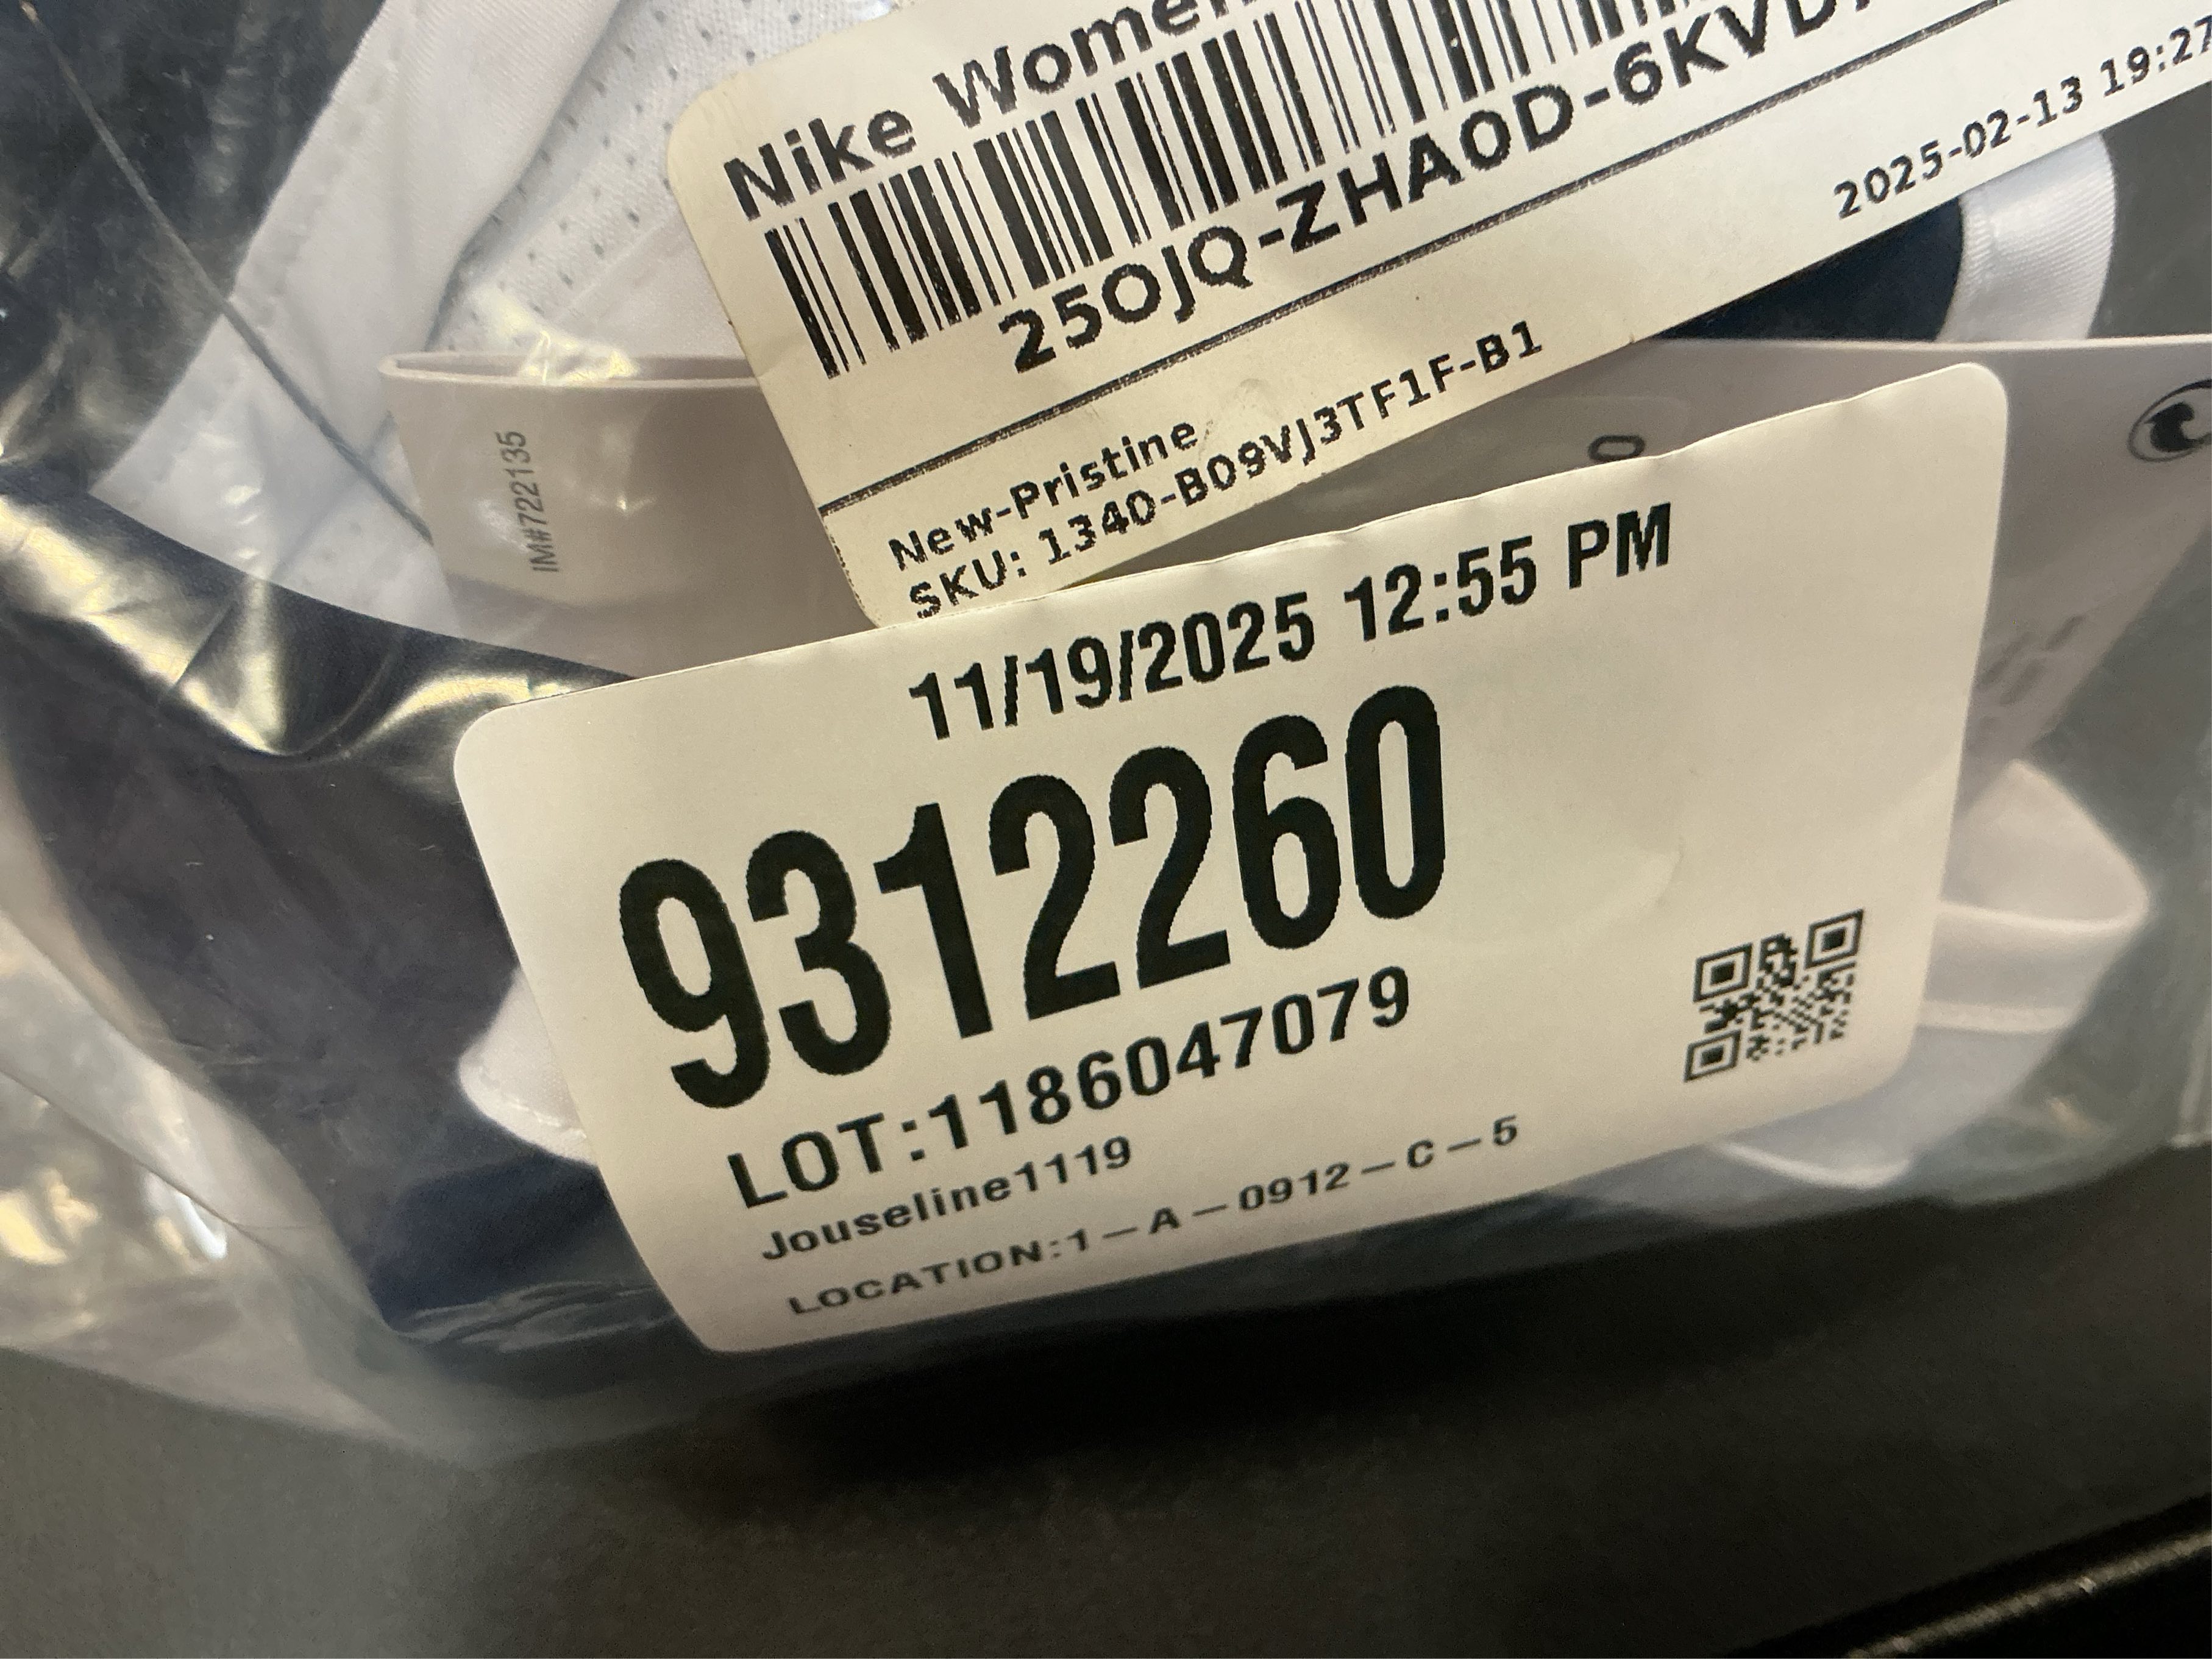 Nike Women
25OJQ-ZHA0D-6KVD
2025-02-13 19:27
New-Pristine
SKU: 1340-B09VJ3TF1F-B1
IM#722135
0
11/19/2025 12:55 PM
9312260
LOT:1186047079
Jouseline1119
LOCATION:1-A-0912-C-5